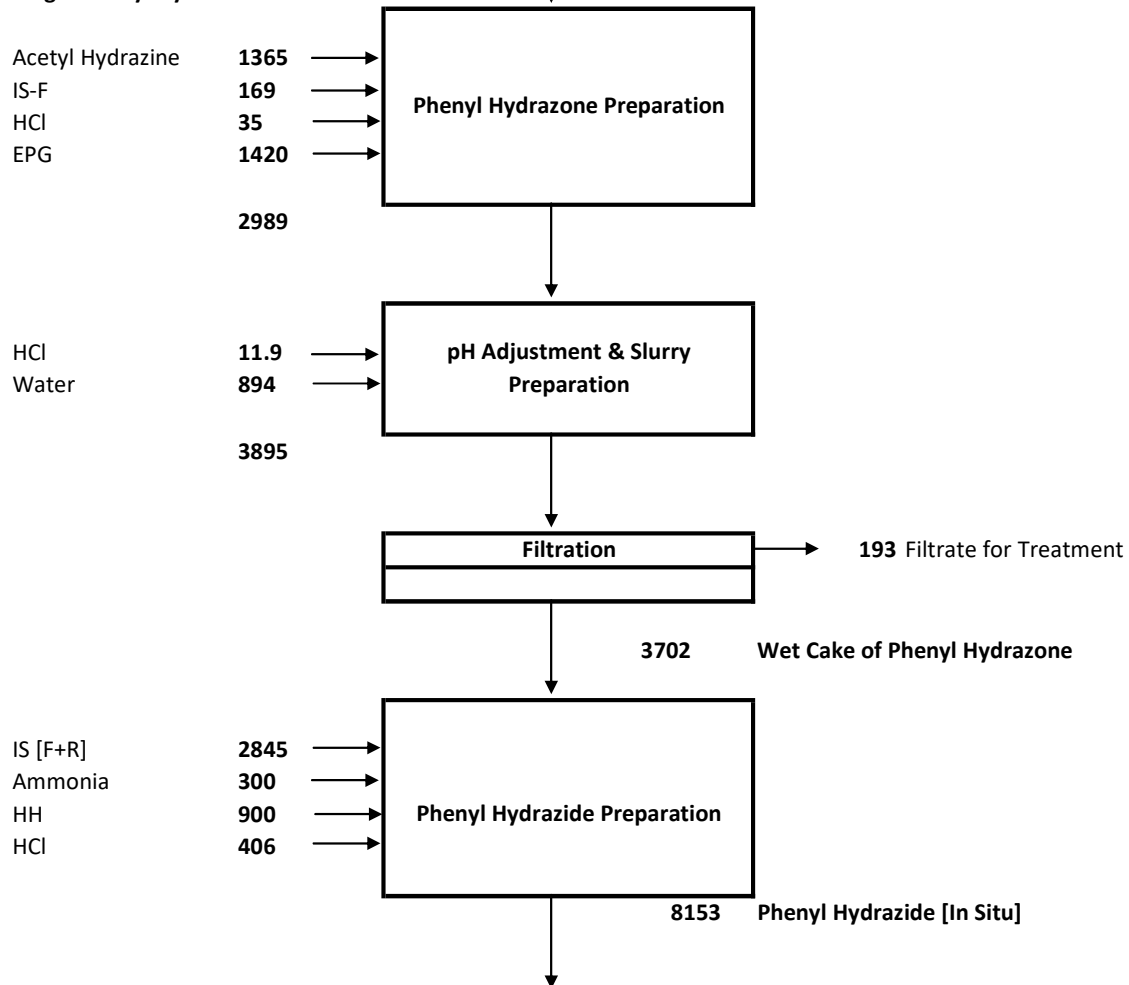 Acetyl Hydrazine 1365
IS-F 169
HCl 35
EPG 1420
Phenyl Hydrazone Preparation
2989
HCl 11.9
Water 894
pH Adjustment & Slurry
Preparation
3895
Filtration
193 Filtrate for Treatment
3702 Wet Cake of Phenyl Hydrazone
IS [F+R] 2845
Ammonia 300
HH 900
HCl 406
Phenyl Hydrazide Preparation
8153 Phenyl Hydrazide [In Situ]